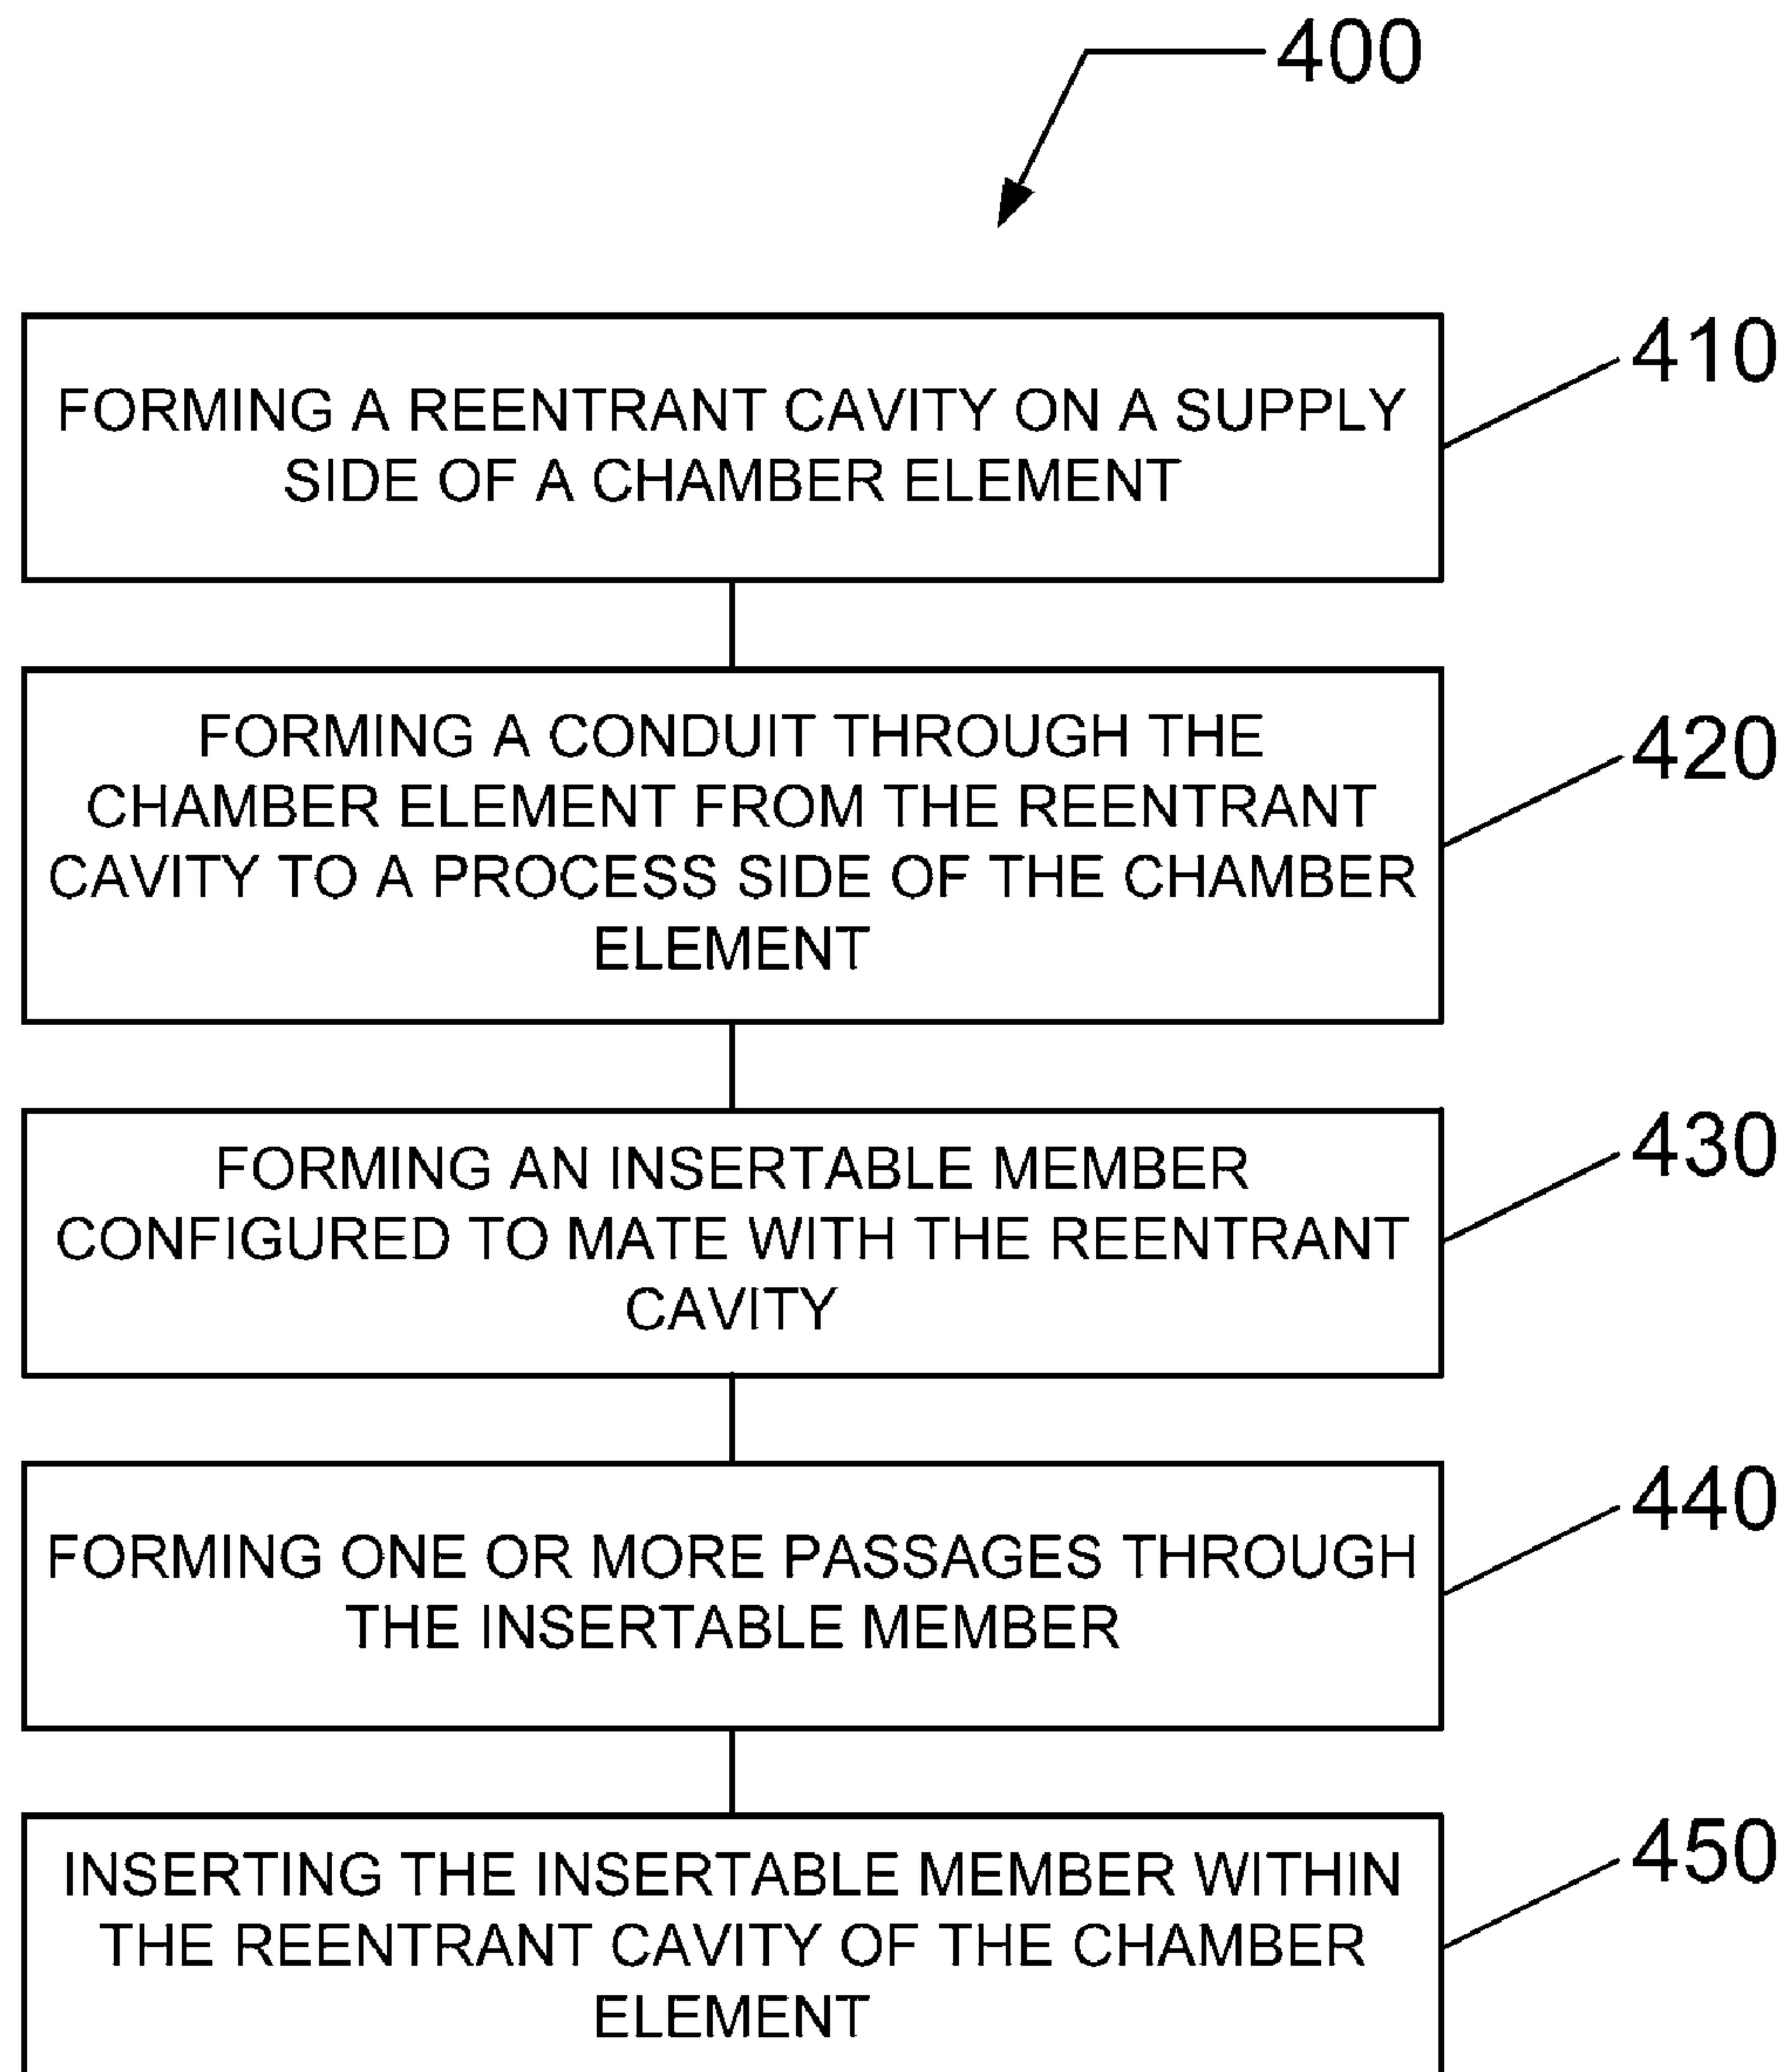 400
FORMING A REENTRANT CAVITY ON A SUPPLY
SIDE OF A CHAMBER ELEMENT
410
FORMING A CONDUIT THROUGH THE
CHAMBER ELEMENT FROM THE REENTRANT
CAVITY TO A PROCESS SIDE OF THE CHAMBER
ELEMENT
420
FORMING AN INSERTABLE MEMBER
CONFIGURED TO MATE WITH THE REENTRANT
CAVITY
430
FORMING ONE OR MORE PASSAGES THROUGH
THE INSERTABLE MEMBER
440
INSERTING THE INSERTABLE MEMBER WITHIN
THE REENTRANT CAVITY OF THE CHAMBER
ELEMENT
450